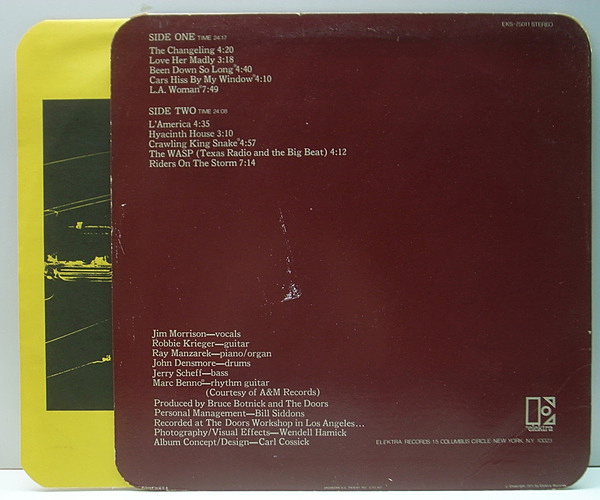 EKS-75011 STEREO
SIDE ONE TIME 24:17
The Changeling 4:20
Love Her Madly 3:18
Been Down So Long 4:40
Cars Hiss By My Window 4:10
L.A. Woman 7:49
SIDE TWO TIME 24:09
L'America 4:35
Hyacinth House 3:10
Crawling King Snake 4:57
The WASP (Texas Radio and the Big Beat) 4:12
Riders On The Storm 7:14
Jim Morrison—vocals
Robbie Krieger—guitar
Ray Manzarek—piano/organ
John Densmore—drums
Jerry Scheff—bass
Marc Benno—rhythm guitar
(Courtesy of A&M Records)
Produced by Bruce Botnick and The Doors
Personal Management—Bill Siddons
Recorded at The Doors Workshop in Los Angeles...
Photography/Visual Effects—Wendell Hamick
Album Concept/Design—Carl Cossick
elektra
ELEKTRA RECORDS 15 COLUMBUS CIRCLE NEW YORK, N.Y. 10023